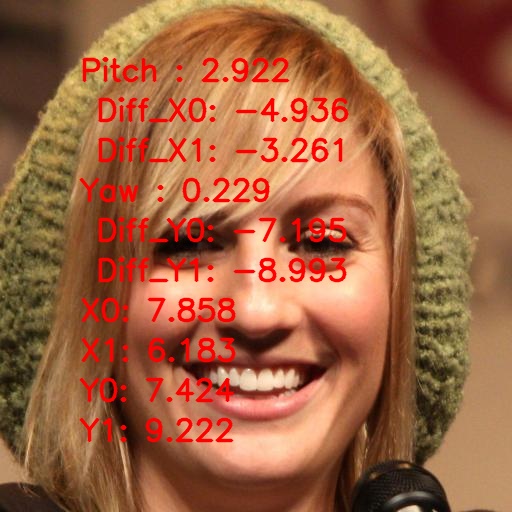 Pitch : 2.922
Diff_X0: -4.936
Diff_X1: -3.261
Yaw : 0.229
Diff_Y0: -7.195
Diff_Y1: -8.993
X0: 7.858
X1: 6.183
Y0: 7.424
Y1: 9.222